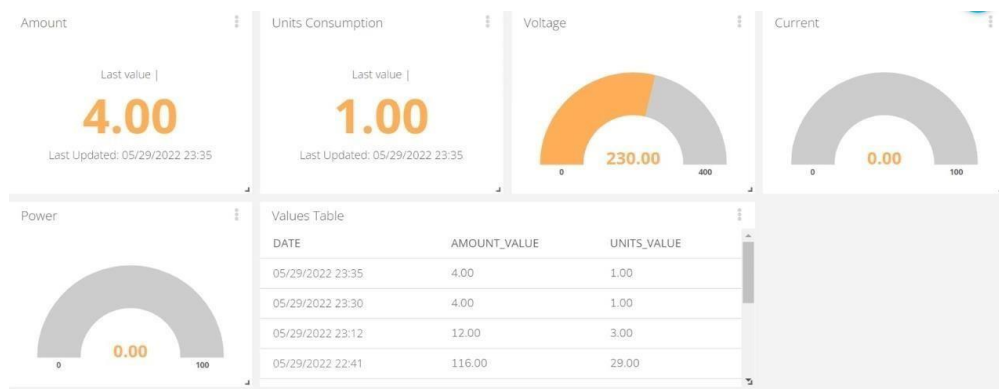 Amount
Last value |
4.00
Last Updated: 05/29/2022 23:35
Units Consumption
Last value |
1.00
Last Updated: 05/29/2022 23:35
Voltage
230.00
0 400
Current
0.00
0 100
Power
0.00
0 100
Values Table
DATE AMOUNT_VALUE UNITS_VALUE
05/29/2022 23:35 4.00 1.00
05/29/2022 23:30 4.00 1.00
05/29/2022 23:12 12.00 3.00
05/29/2022 22:41 116.00 29.00